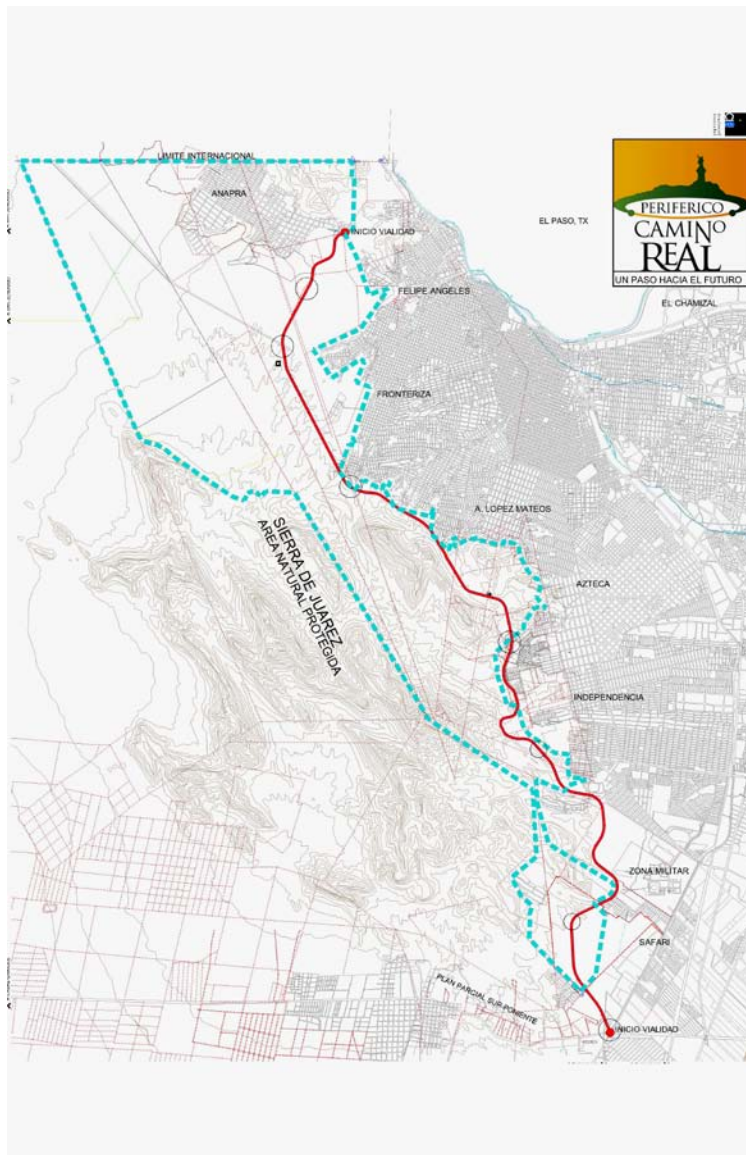 LIMITE INTERNACIONAL
ANAPRA
EL PASO, TX
PERIFERICO
CAMINO
REAL
UN PASO HACIA EL FUTURO
INICIO VIALIDAD
FELIPE ANGELES
EL CHAMIZAL
FRONTERIZA
A. LOPEZ MATEOS
SIERRA DE JUAREZ
AREA NATURAL PROTEGIDA
AZTECA
INDEPENDENCIA
ZONA MILITAR
SAFARI
PLAN PARCIAL SUR-PONIENTE
INICIO VIALIDAD